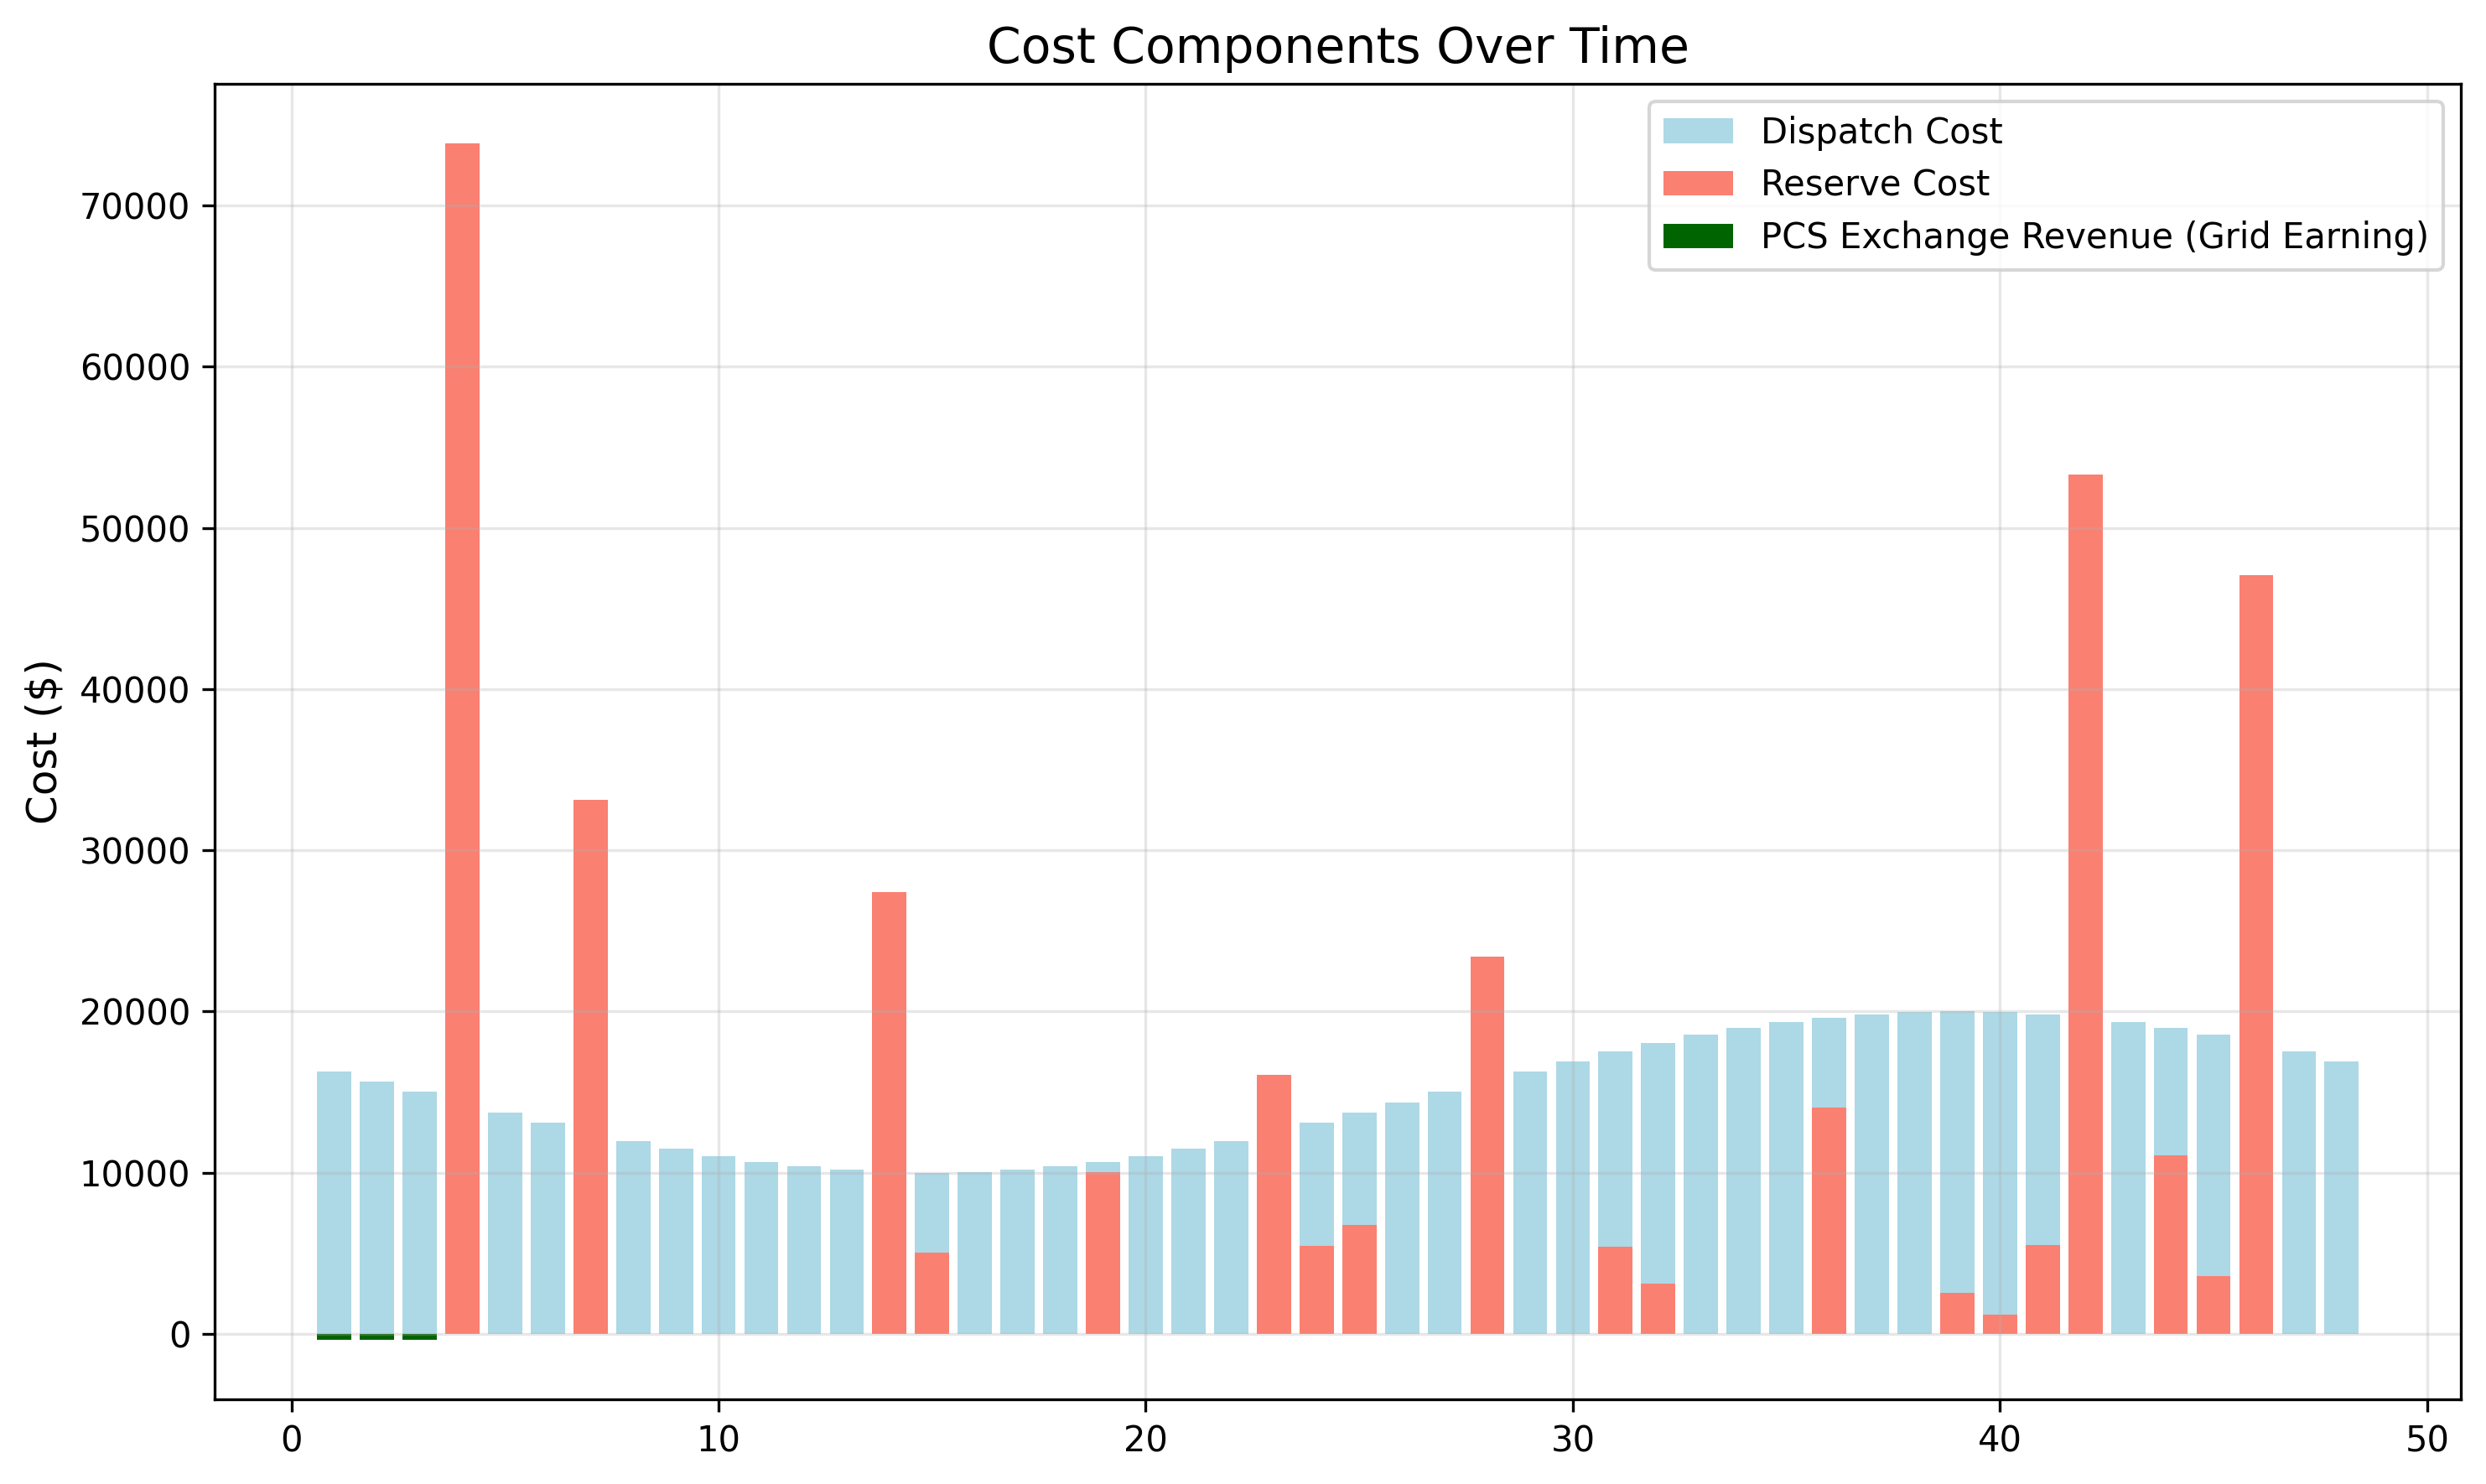 Cost Components Over Time
Dispatch Cost
Reserve Cost
PCS Exchange Revenue (Grid Earning)
Cost ($)
70000
60000
50000
40000
30000
20000
10000
0
0 10 20 30 40 50